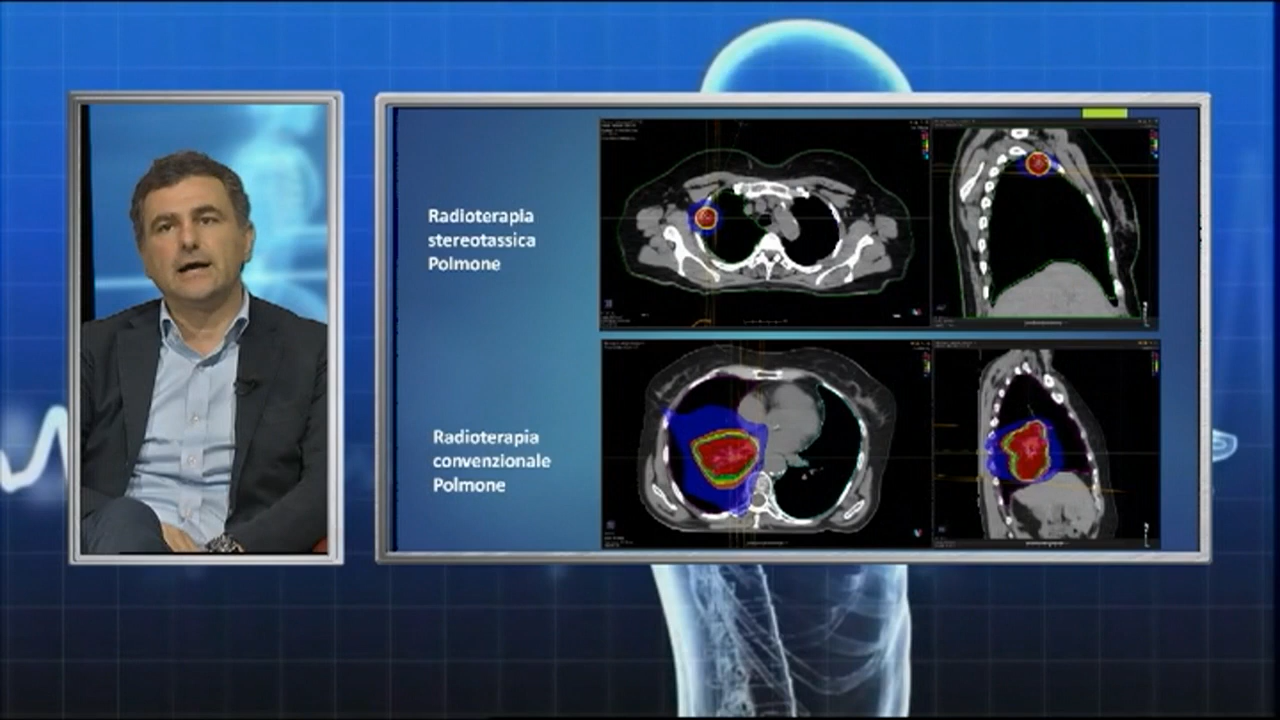 Radioterapia
stereotassica
Polmone
Radioterapia
convenzionale
Polmone